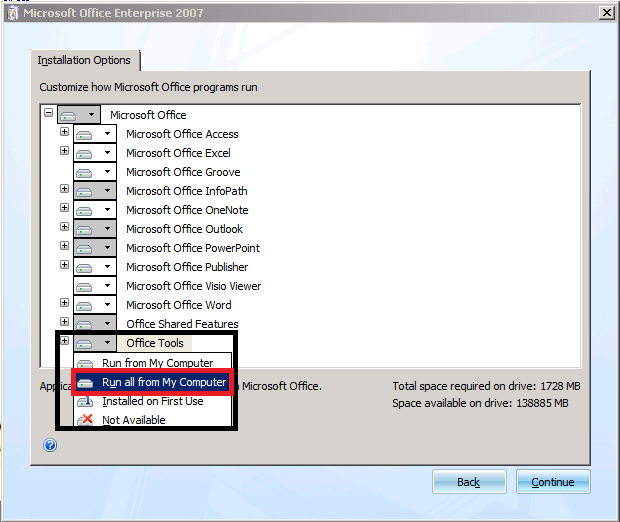 Microsoft Office Enterprise 2007
Installation Options
Customize how Microsoft Office programs run
Microsoft Office
Microsoft Office Access
Microsoft Office Excel
Microsoft Office Groove
Microsoft Office InfoPath
Microsoft Office OneNote
Microsoft Office Outlook
Microsoft Office PowerPoint
Microsoft Office Publisher
Microsoft Office Visio Viewer
Microsoft Office Word
Office Shared Features
Office Tools
Run from My Computer
Run all from My Computer
Installed on First Use
Not Available
Microsoft Office.
Total space required on drive: 1728 MB
Space available on drive: 138885 MB
Back
Continue